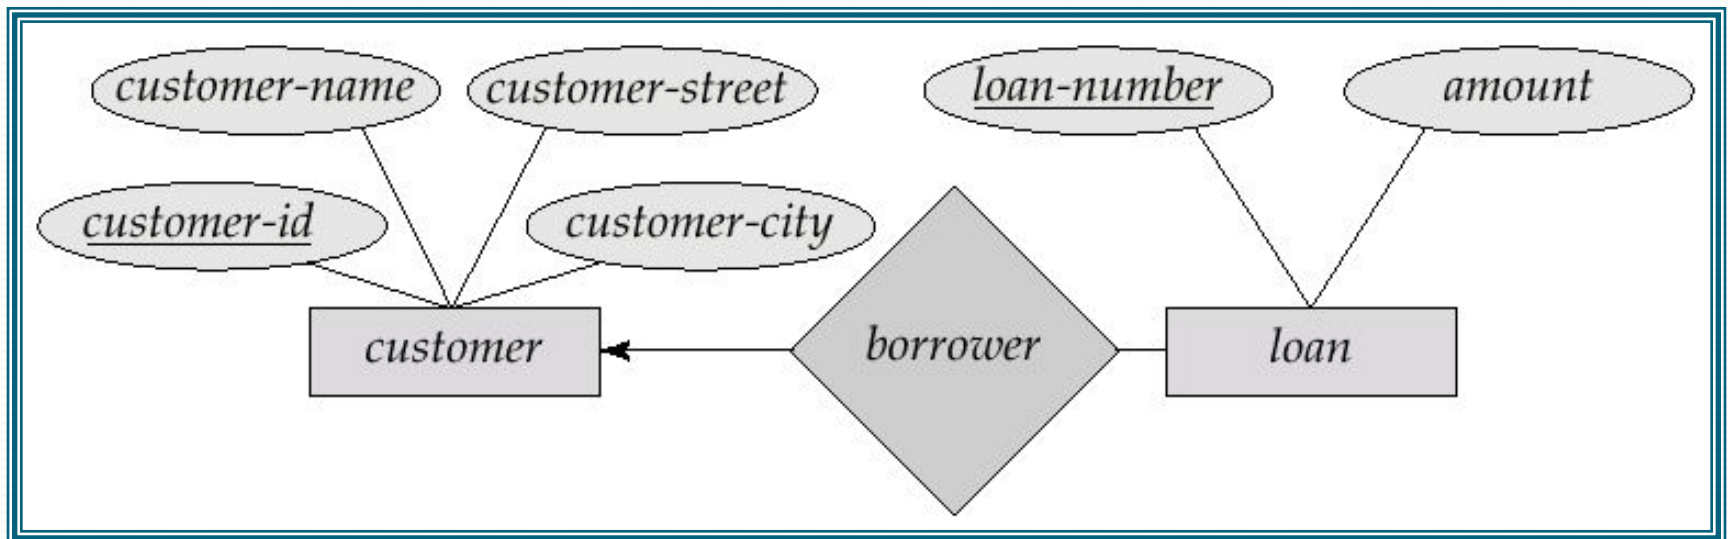 customer-name
customer-street
loan-number
amount
customer-id
customer-city
customer
borrower
loan